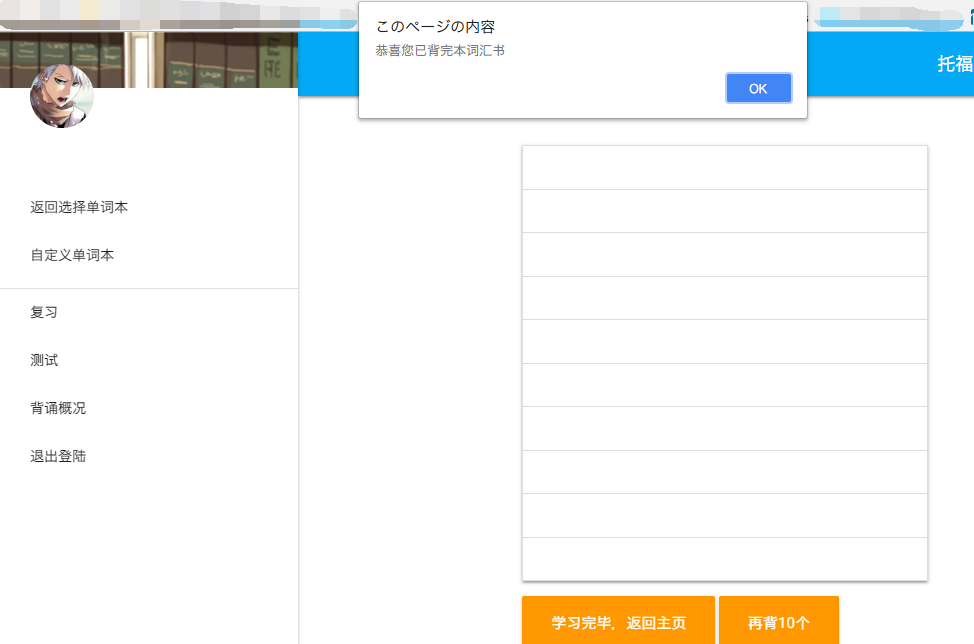 このページの内容
恭喜您已背完本词汇书
OK
托福
返回选择单词本
自定义单词本
复习
测试
背诵概况
退出登陆
学习完毕，返回主页
再背10个